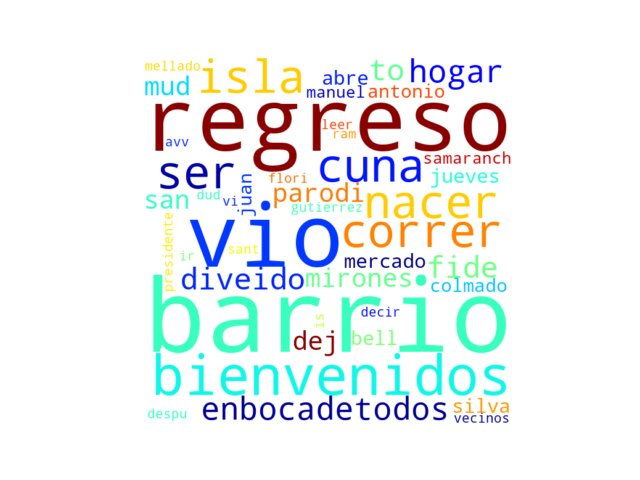 mellado
mud isla abre to hogar
manuel antonio
regreso
leer
ram
avv
ser cuna samaranch
flori jueves
san dud vi juan parodi nacer
gutierrez
presidente vio correr
sant
ir mercado fide
diveido mirones colmado
barrio
is decir
dej bell
bienvenidos
despu enbocadetodos silva
vecinos